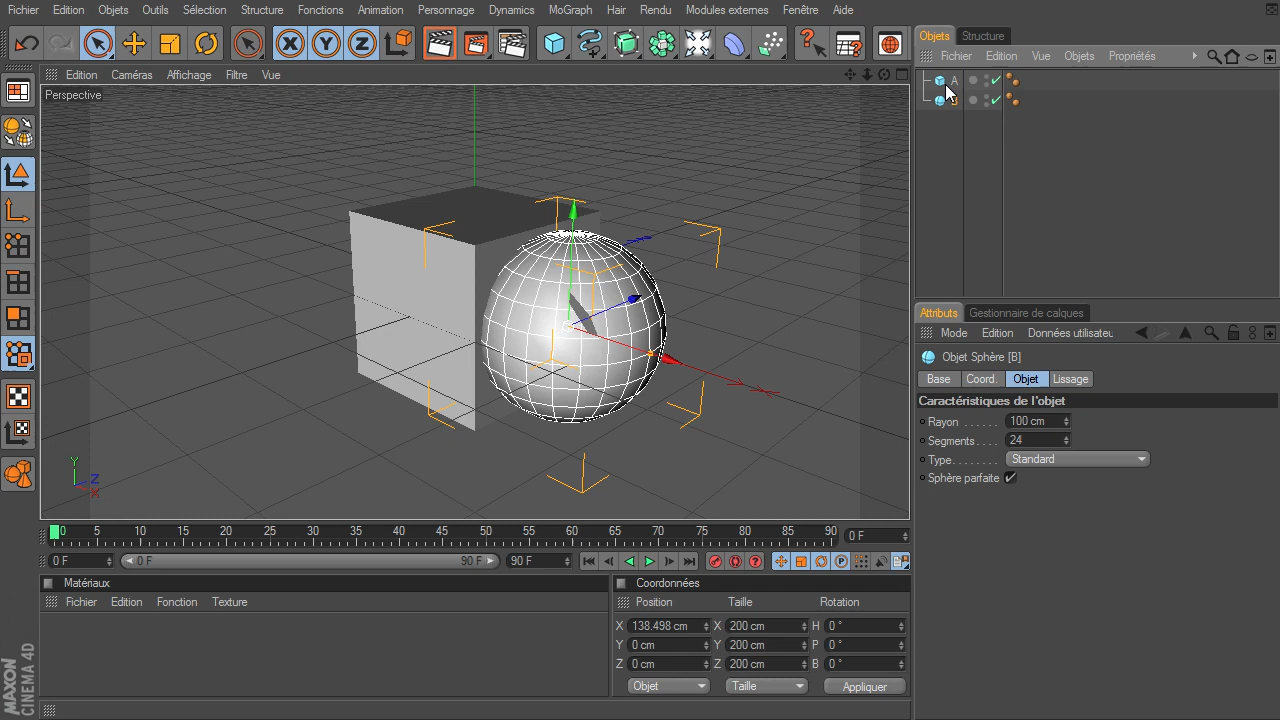 Fichier Edition Objets Outils Sélection Structure Fonctions Animation Personnage Dynamics MoGraph Hair Rendu Modules externes Fenêtre Aide
X Y Z
Objets Structure
Fichier Edition Vue Objets Propriétés
Edition Caméras Affichage Filtre Vue
Perspective
A
Attributs Gestionnaire de calques
Mode Edition Données utilisateu
Objet Sphère [B]
Base Coord. Objet Lissage
Caractéristiques de l'objet
Rayon ...... 100 cm
Segments.... 24
Type........ Standard
Sphère parfaite
Y
Z
X
0 5 10 15 20 25 30 35 40 45 50 55 60 65 70 75 80 85 90 0 F
0 F 0 F 90 F 90 F
P
Matériaux
Fichier Edition Fonction Texture
Coordonnées
Position Taille Rotation
X 138.498 cm X 200 cm H 0 °
Y 0 cm Y 200 cm P 0 °
Z 0 cm Z 200 cm B 0 °
Objet Taille Appliquer
MAXON
CINEMA 4D